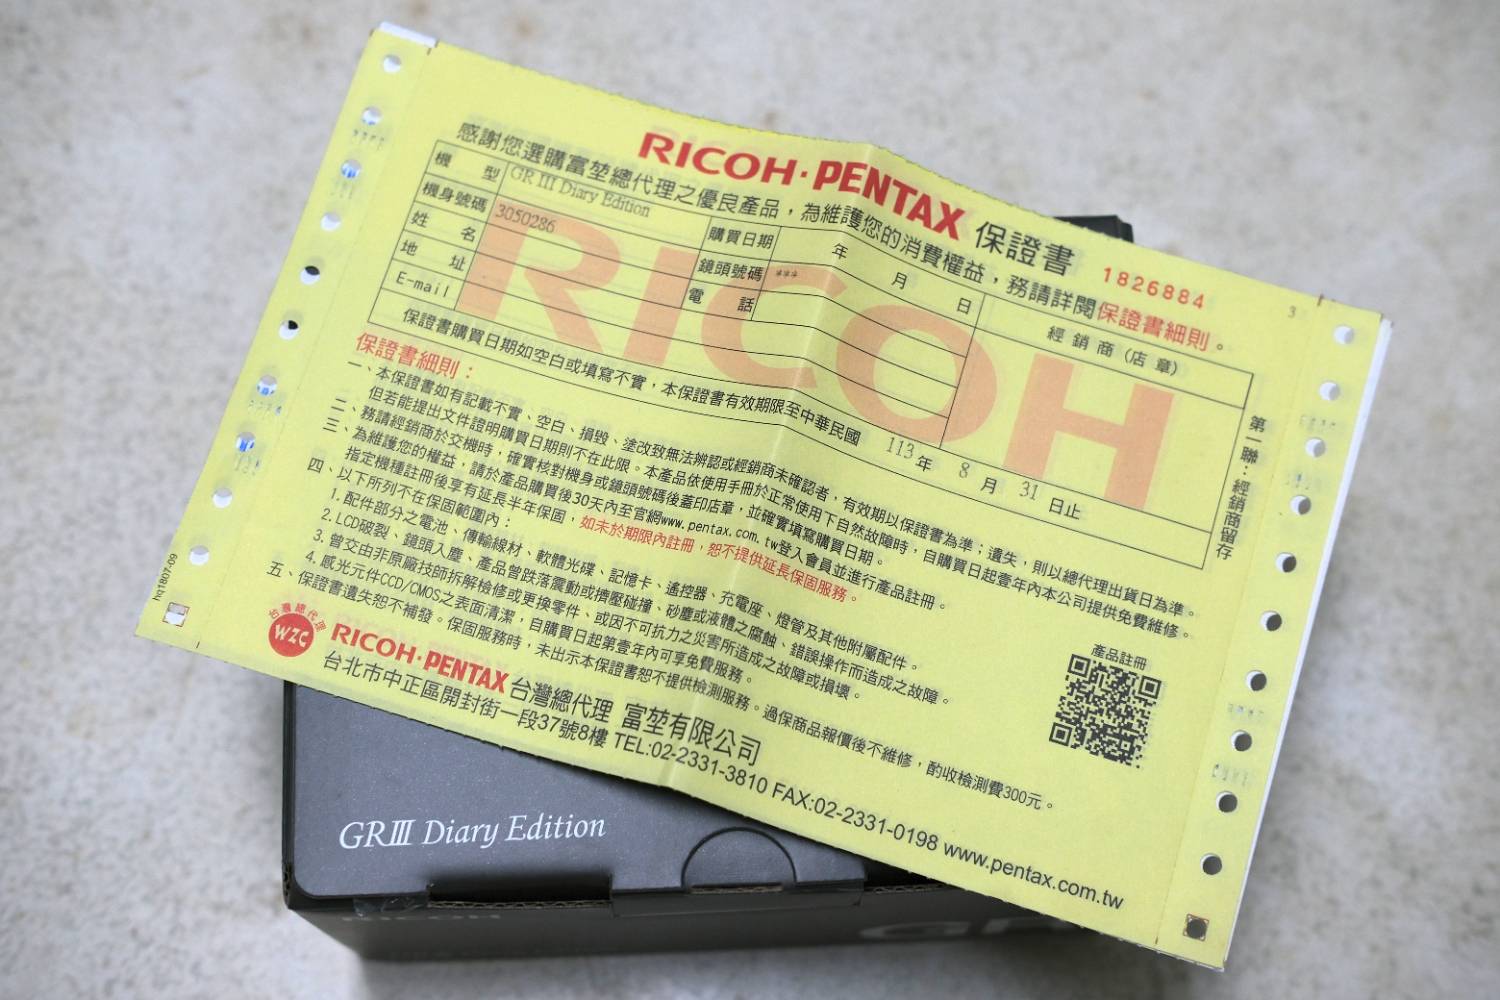 RICOH·PENTAX 保證書
1826884
感謝您選購富堃總代理之優良產品，為維護您的消費權益，務請詳閱保證書細則。
機 型 GR III Diary Edition 購買日期 年 月 日 經 銷 商（店 章）
機身號碼 3050286 鏡頭號碼 ***
姓 名 電 話
地 址
E-mail
保證書購買日期如空白或填寫不實，本保證書有效期限至中華民國 113 年 8 月 31 日止
第一聯：經銷商留存
3
保證書細則：
一、本保證書如有記載不實、空白、損毀、塗改致無法辨認或經銷商未確認者，有效期以保證書為準；遺失，則以總代理出貨日為準。
但若能提出文件證明購買日期則不在此限。本產品依使用手冊於正常使用下自然故障時，自購買日起壹年內本公司提供免費維修。
二、務請經銷商於交機時，確實核對機身或鏡頭號碼後蓋印店章，並確實填寫購買日期。
三、為維護您的權益，請於產品購買後30天內至官網www.pentax.com.tw登入會員並進行產品註冊。
指定機種註冊後享有延長半年保固，如未於期限內註冊，恕不提供延長保固服務。
四、以下所列不在保固範圍內：
1.配件部分之電池、傳輸線材、軟體光碟、記憶卡、遙控器、充電座、燈管及其他附屬配件。
2.LCD破裂、鏡頭入塵、產品曾跌落震動或擠壓碰撞、砂塵或液體之腐蝕、錯誤操作而造成之故障。
3.曾交由非原廠技師拆解檢修或更換零件、或因不可抗力之災害所造成之故障或損壞。
4.感光元件CCD/CMOS之表面清潔，自購買日起第壹年內可享免費服務。
五、保證書遺失恕不補發。保固服務時，未出示本保證書恕不提供檢測服務。過保商品報價後不維修，酌收檢測費300元。
產品註冊
hq1807-09
台灣總代理
WZC
RICOH·PENTAX 台灣總代理 富堃有限公司
台北市中正區開封街一段37號8樓 TEL:02-2331-3810 FAX:02-2331-0198 www.pentax.com.tw
RICOH
GR III Diary Edition
RICOH
GR